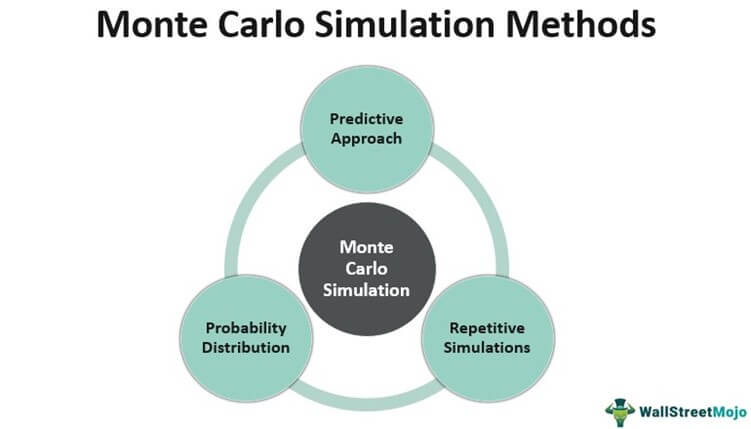 Monte Carlo Simulation Methods
Predictive
Approach
Monte
Carlo
Simulation
Probability
Distribution
Repetitive
Simulations
WallStreetMojo